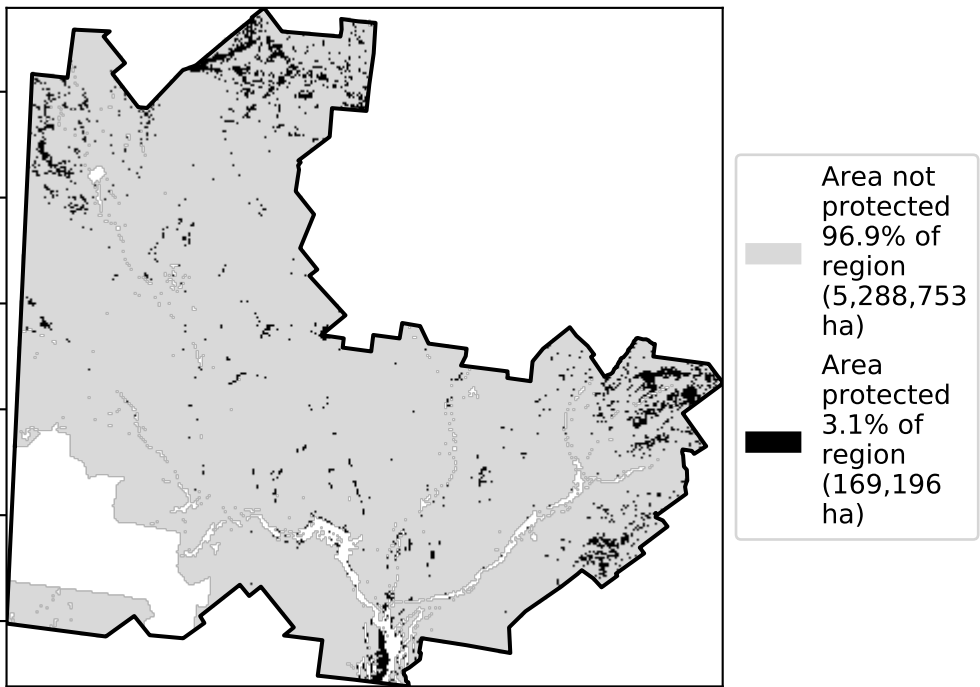 Area not
protected
96.9% of
region
(5,288,753
ha)
Area
protected
3.1% of
region
(169,196
ha)